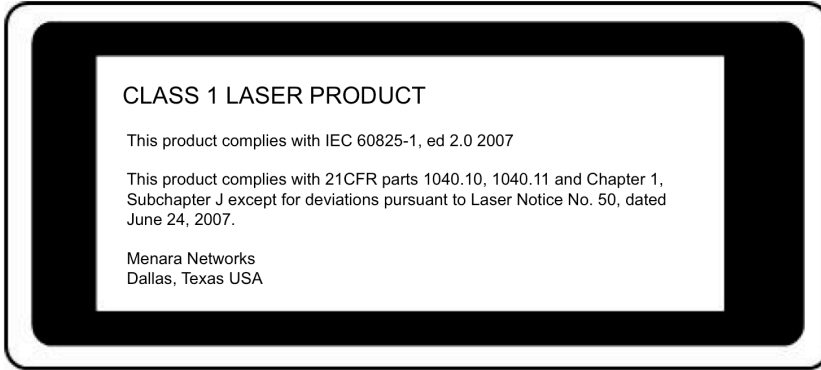 CLASS 1 LASER PRODUCT
This product complies with IEC 60825-1, ed 2.0 2007
This product complies with 21CFR parts 1040.10, 1040.11 and Chapter 1,
Subchapter J except for deviations pursuant to Laser Notice No. 50, dated
June 24, 2007.
Menara Networks
Dallas, Texas USA